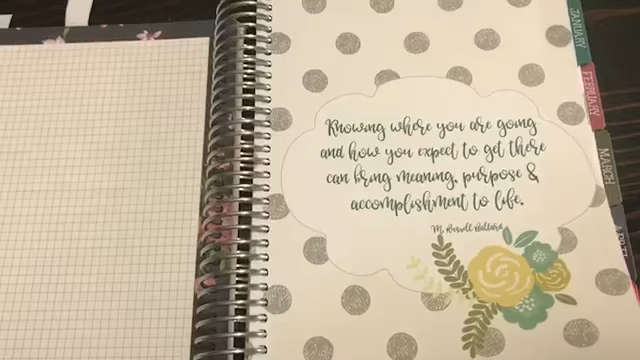 Knowing where you are going
and how you expect to get there
can bring meaning, purpose &
accomplishment to life.
M. Russell Ballard
JANUARY
FEBRUARY
MARCH
APRIL